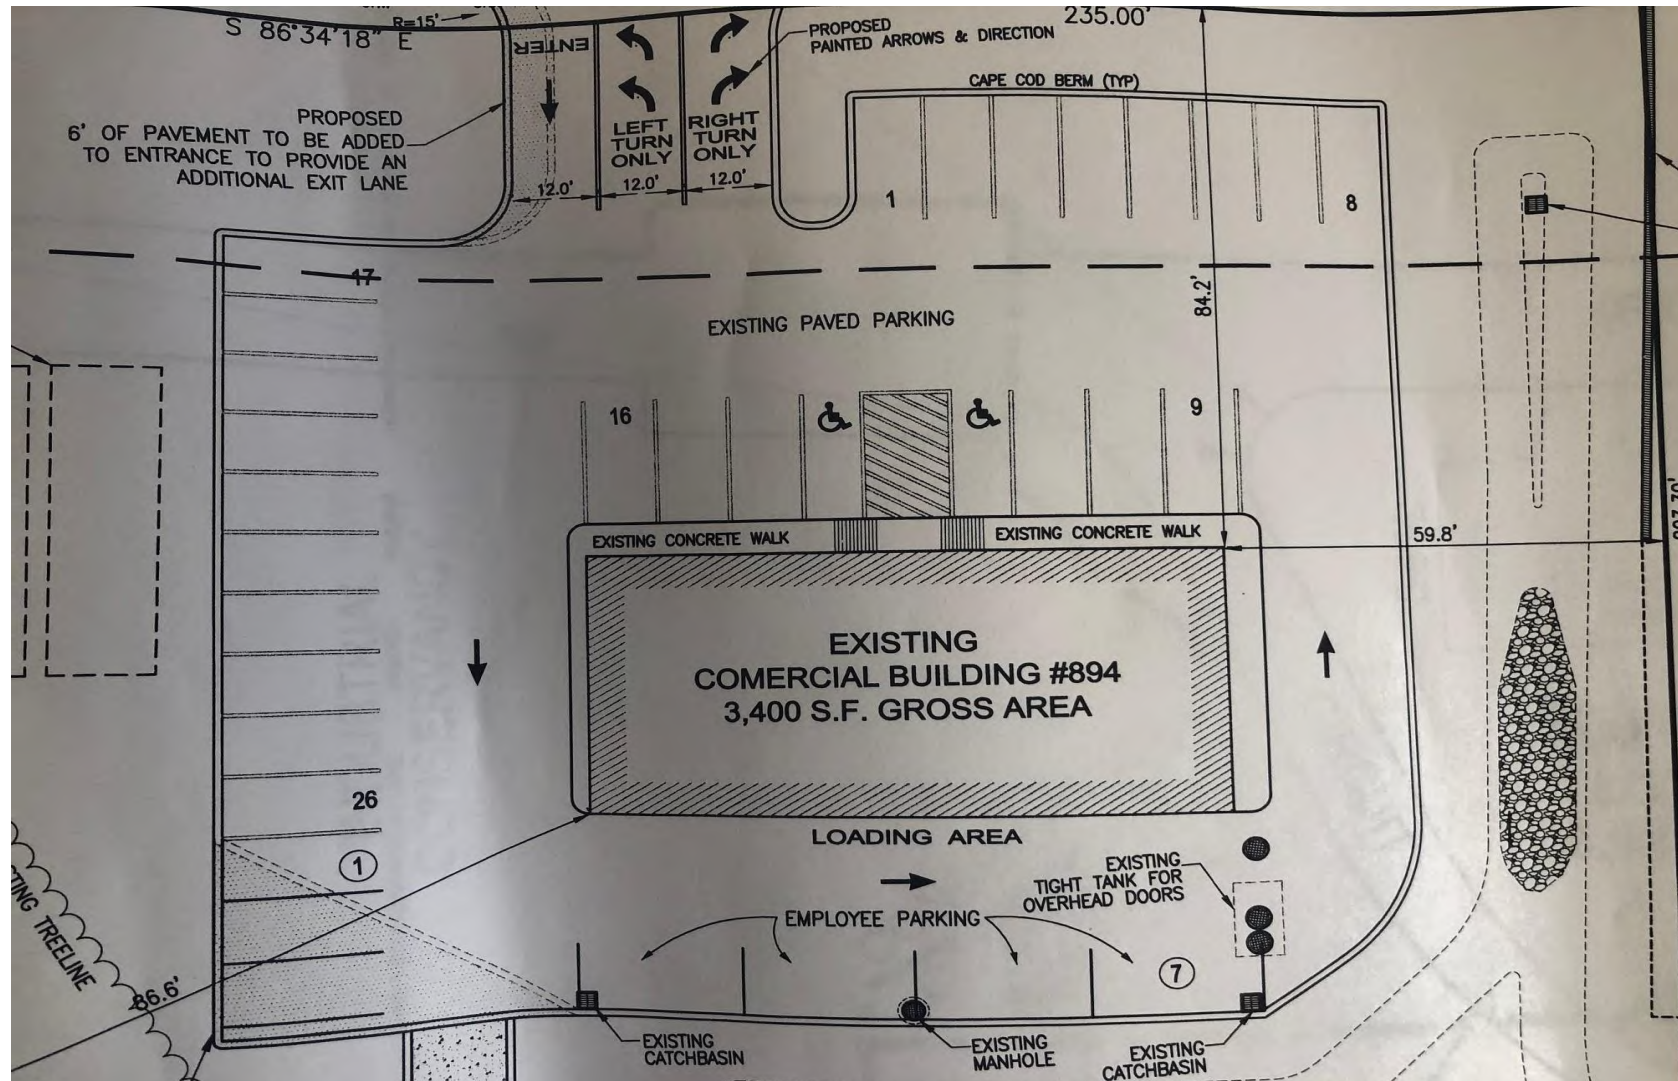 R=15'
S 86°34'18" E
235.00'
ENTER
PROPOSED
PAINTED ARROWS & DIRECTION
CAPE COD BERM (TYP)
PROPOSED
6' OF PAVEMENT TO BE ADDED
TO ENTRANCE TO PROVIDE AN
ADDITIONAL EXIT LANE
LEFT
TURN
ONLY
RIGHT
TURN
ONLY
12.0'
12.0'
12.0'
1
8
17
84.2'
EXISTING PAVED PARKING
16
9
EXISTING CONCRETE WALK
EXISTING CONCRETE WALK
59.8'
EXISTING
COMERCIAL BUILDING #894
3,400 S.F. GROSS AREA
26
LOADING AREA
1
EXISTING
TIGHT TANK FOR
OVERHEAD DOORS
EMPLOYEE PARKING
TREELINE
7
86.6'
EXISTING
CATCHBASIN
EXISTING
MANHOLE
EXISTING
CATCHBASIN